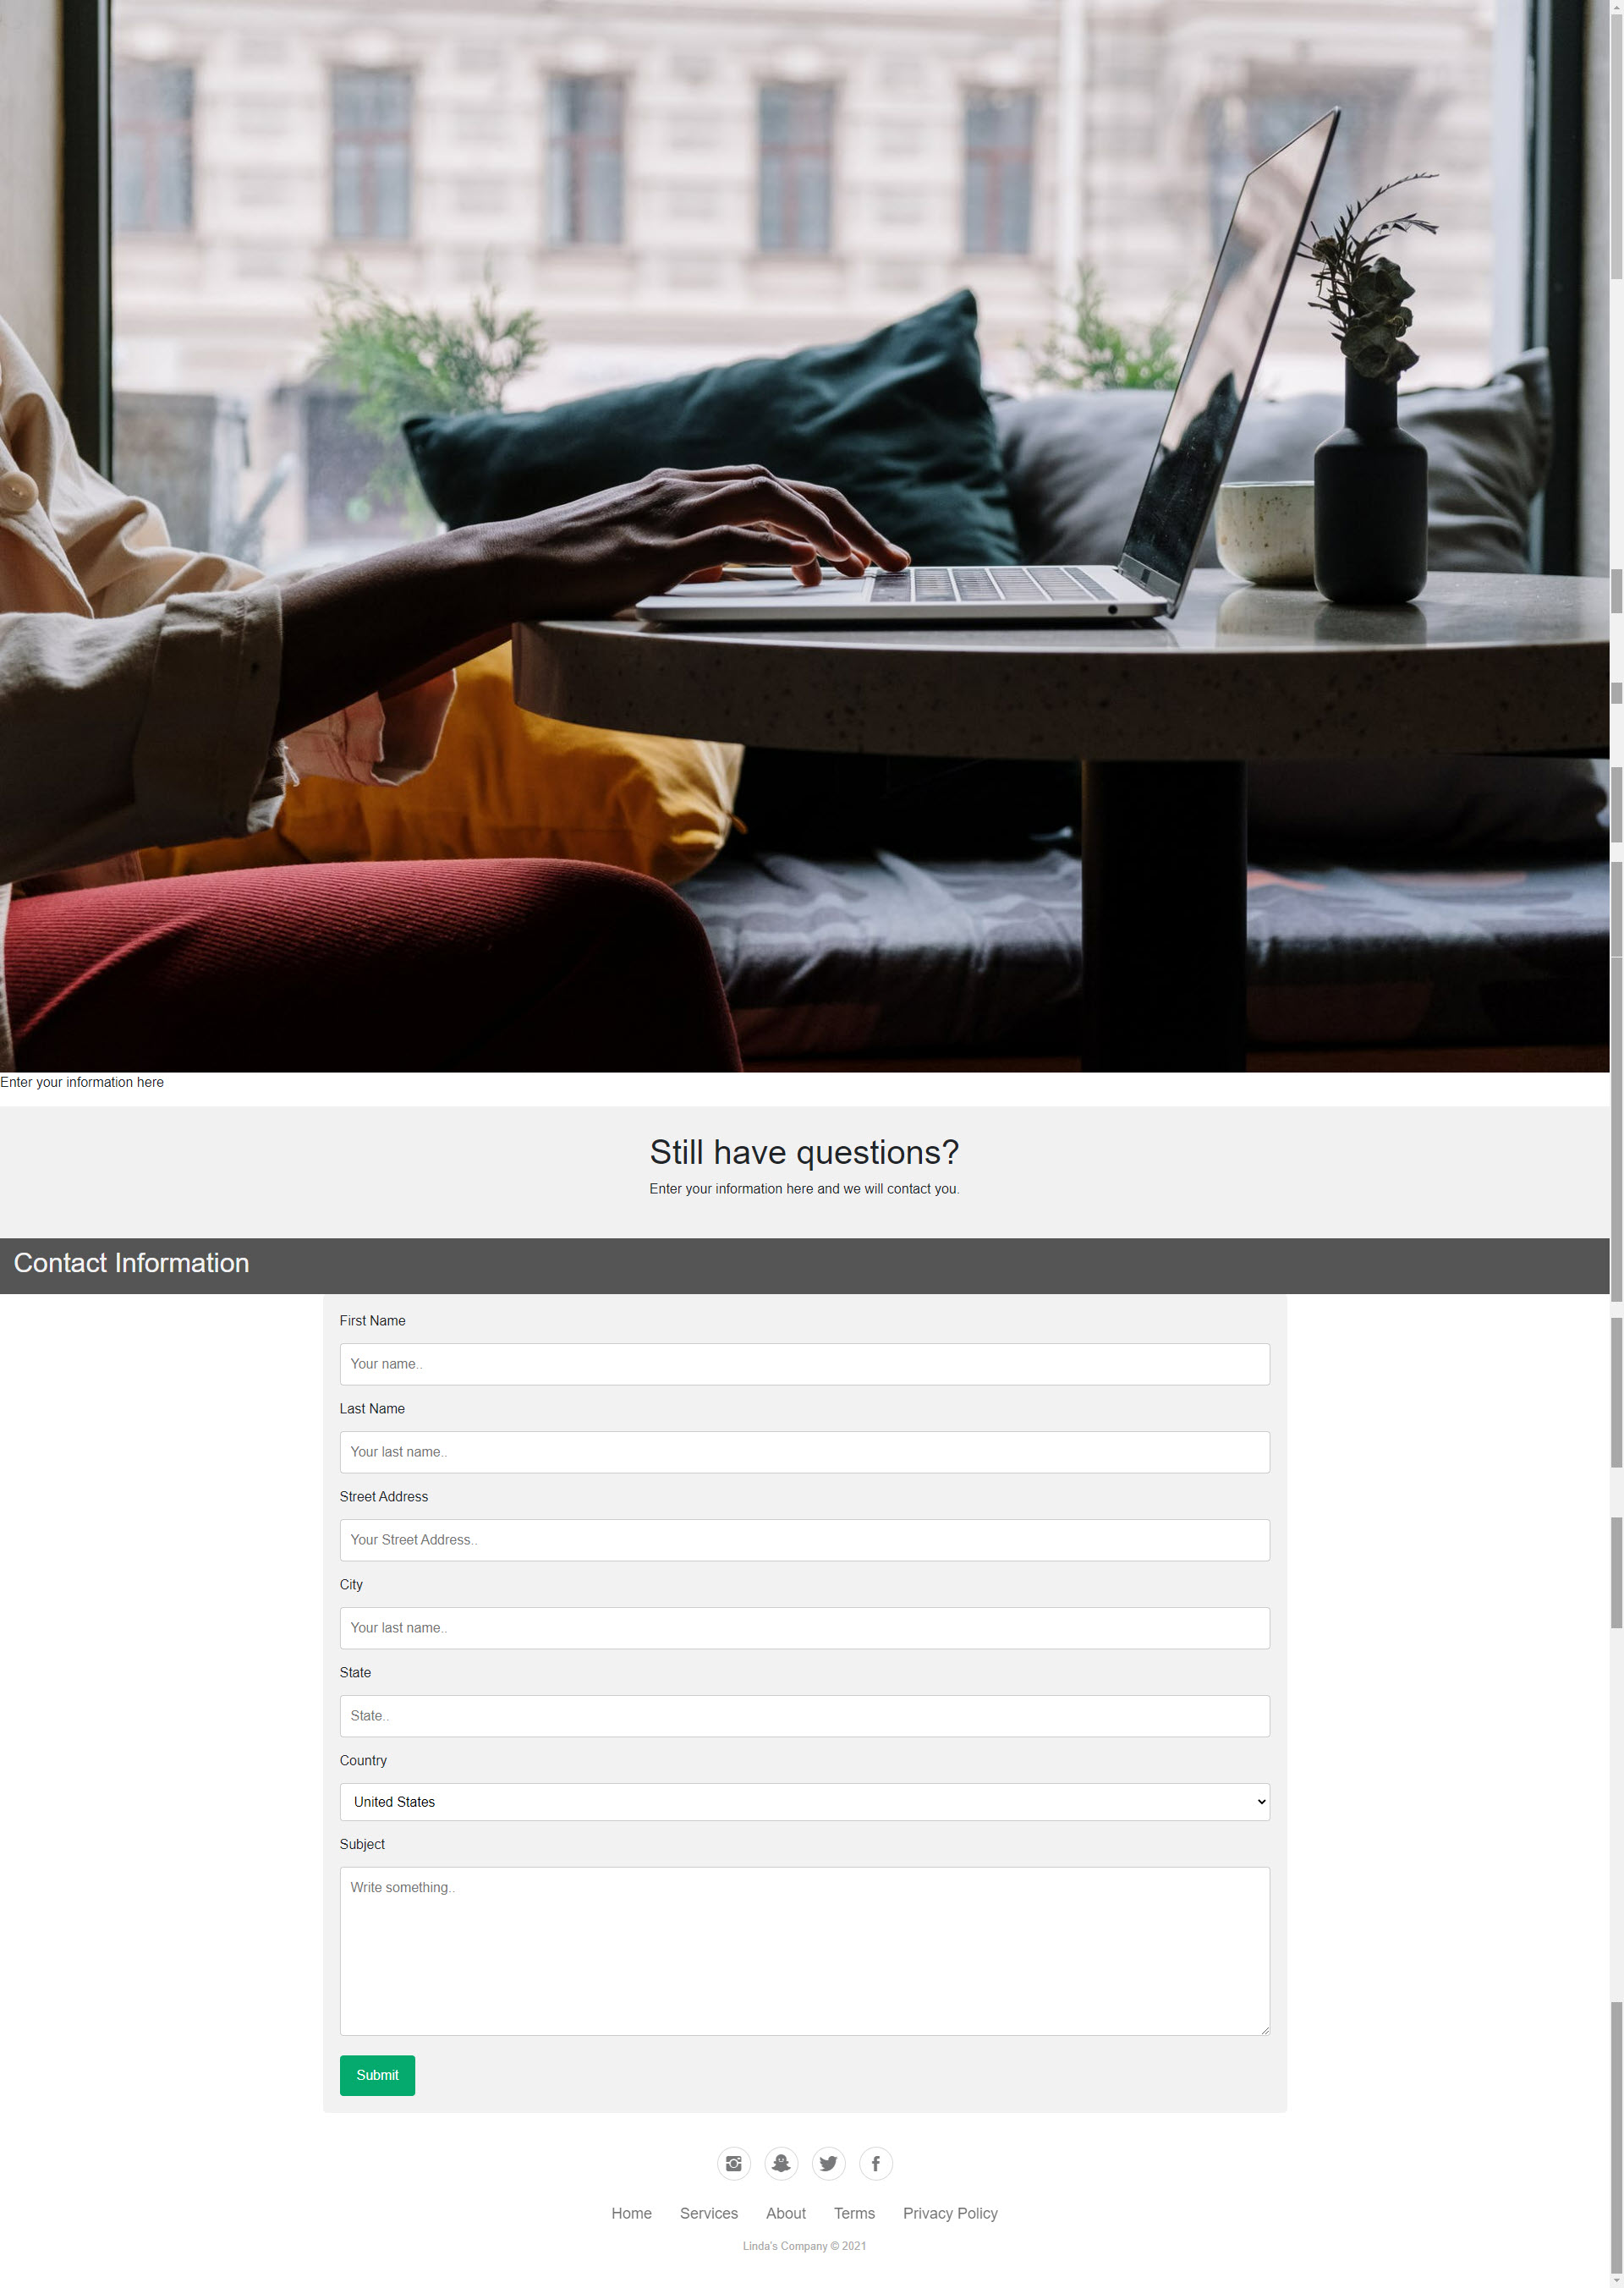 Enter your information here
Still have questions?
Enter your information here and we will contact you.
Contact Information
First Name
Your name..
Last Name
Your last name..
Street Address
Your Street Address..
City
Your last name..
State
State..
Country
United States
Subject
Write something..
Submit
Home Services About Terms Privacy Policy
Linda's Company © 2021